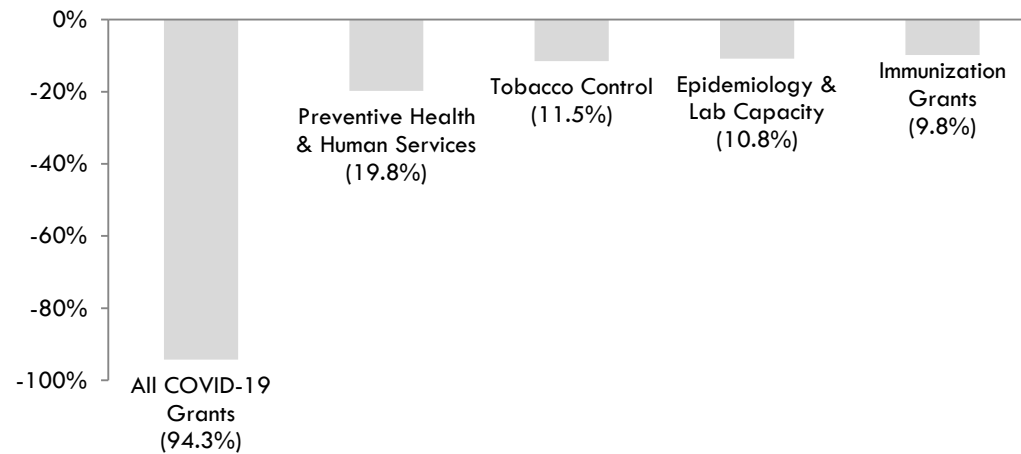 0%
-20%
-40%
-60%
-80%
-100%
All COVID-19
Grants
(94.3%)
Preventive Health
& Human Services
(19.8%)
Tobacco Control
(11.5%)
Epidemiology &
Lab Capacity
(10.8%)
Immunization
Grants
(9.8%)